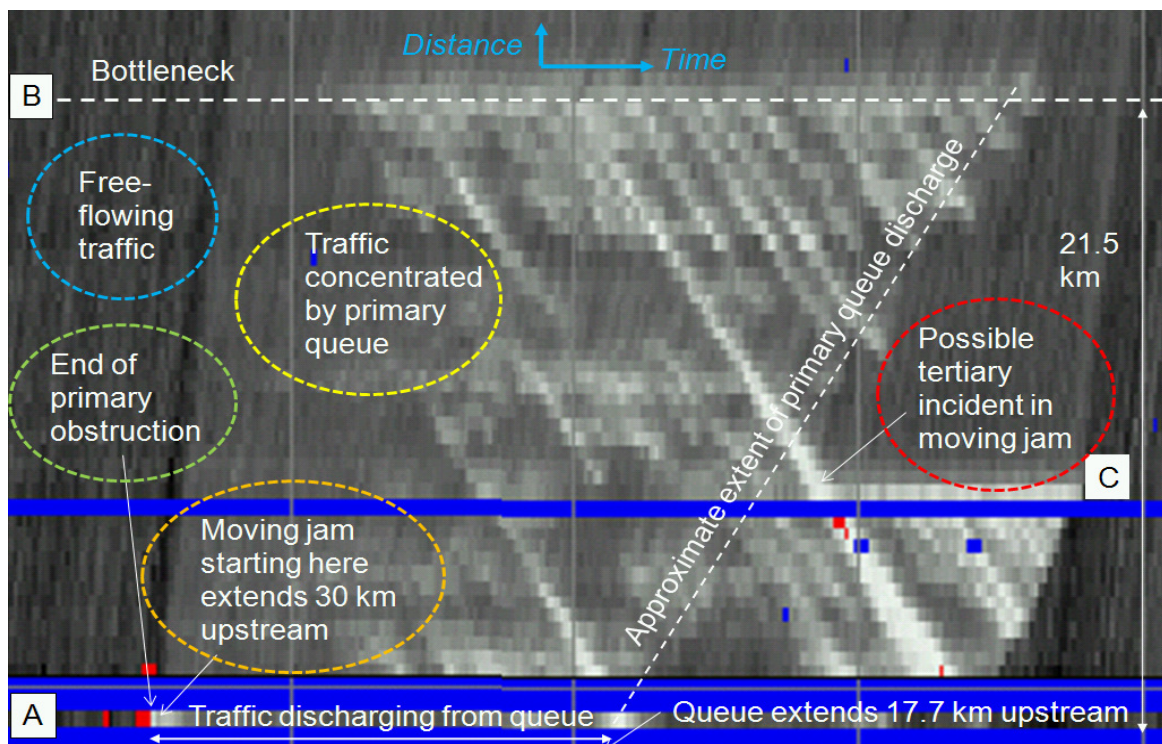 Distance
Time
Bottleneck
B
Free-
flowing
traffic
Traffic
concentrated
by primary
queue
21.5
km
End of
primary
obstruction
Approximate extent of primary queue discharge
Possible
tertiary
incident in
moving jam
C
Moving jam
starting here
extends 30 km
upstream
A
Traffic discharging from queue
Queue extends 17.7 km upstream